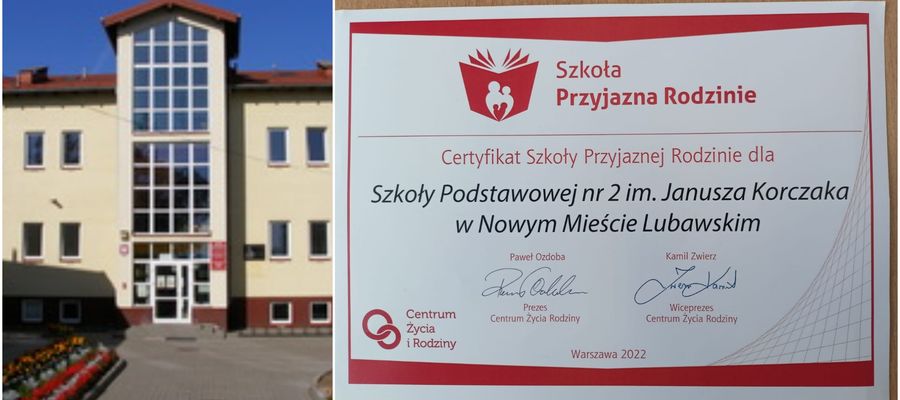 Szkoła
Przyjazna Rodzinie
Certyfikat Szkoły Przyjaznej Rodzinie dla
Szkoły Podstawowej nr 2 im. Janusza Korczaka
w Nowym Mieście Lubawskim
Paweł Ozdoba
Prezes
Centrum Życia Rodziny
Kamil Zwierz
Wiceprezes
Centrum Życia Rodziny
Centrum
Życia
i Rodziny
Warszawa 2022